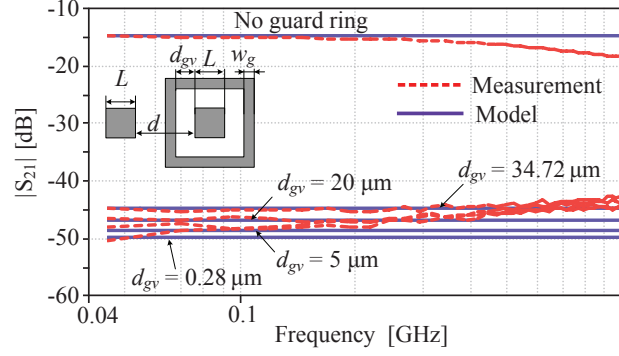 -10
No guard ring
-20
d_gv L w_g
L
Measurement
d
Model
-30
|S21| [dB]
-40
d_gv = 20 μm
d_gv = 34.72 μm
-50
d_gv = 0.28 μm
d_gv = 5 μm
-60
0.04
0.1
Frequency [GHz]